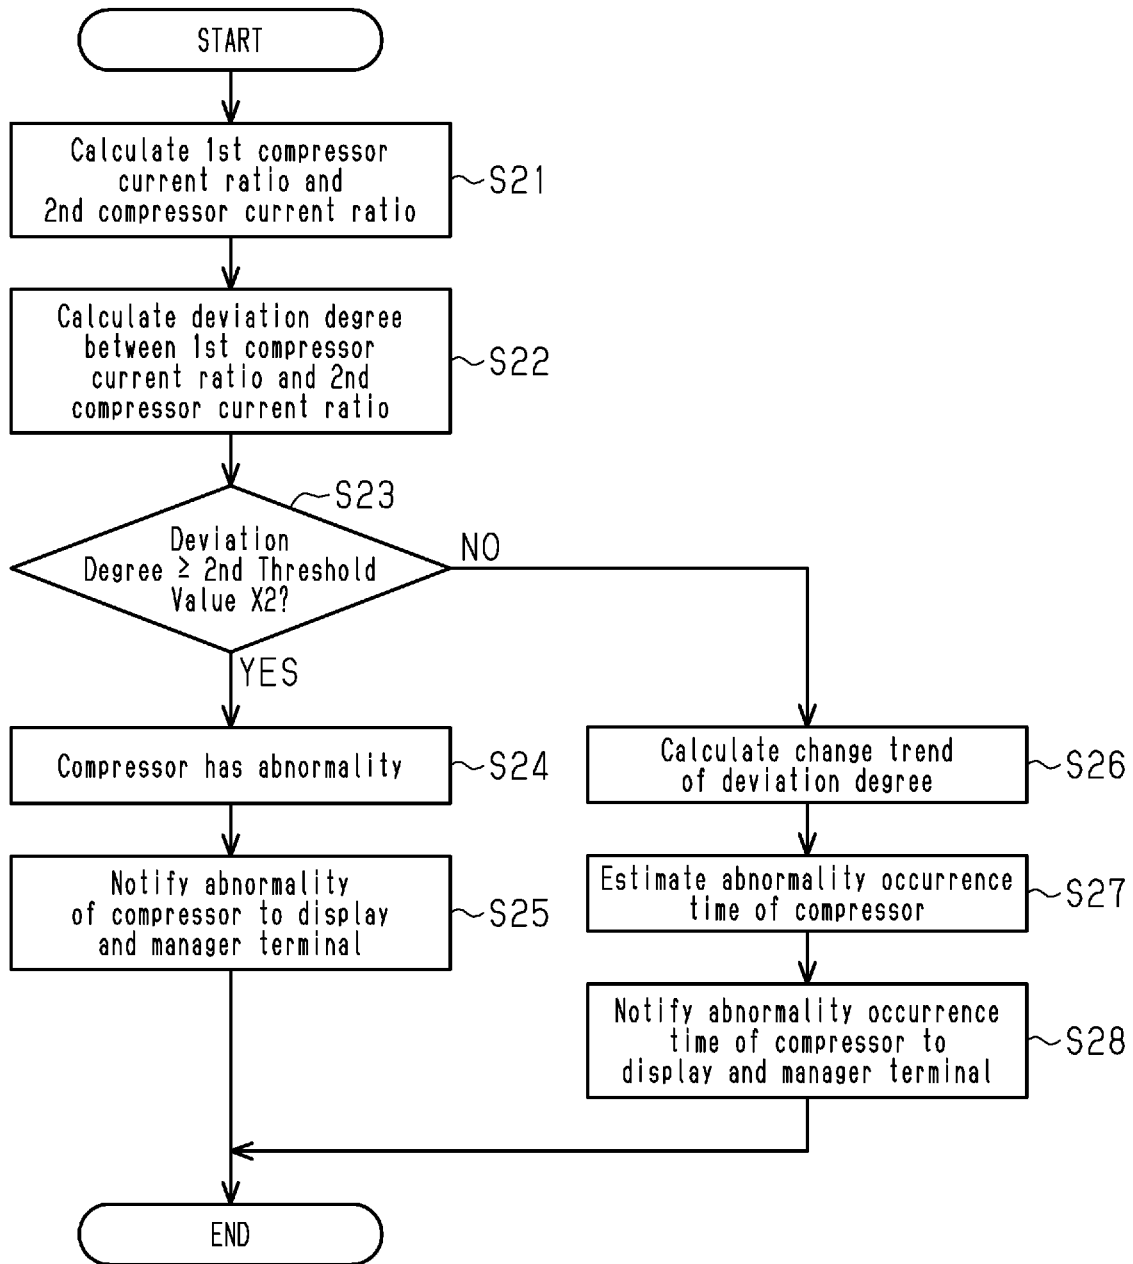 START
Calculate 1st compressor
current ratio and
2nd compressor current ratio
S21
Calculate deviation degree
between 1st compressor
current ratio and 2nd
compressor current ratio
S22
S23
Deviation
Degree ≥ 2nd Threshold
Value X2?
NO
YES
Compressor has abnormality
S24
Notify abnormality
of compressor to display
and manager terminal
S25
Calculate change trend
of deviation degree
S26
Estimate abnormality occurrence
time of compressor
S27
Notify abnormality occurrence
time of compressor to
display and manager terminal
S28
END